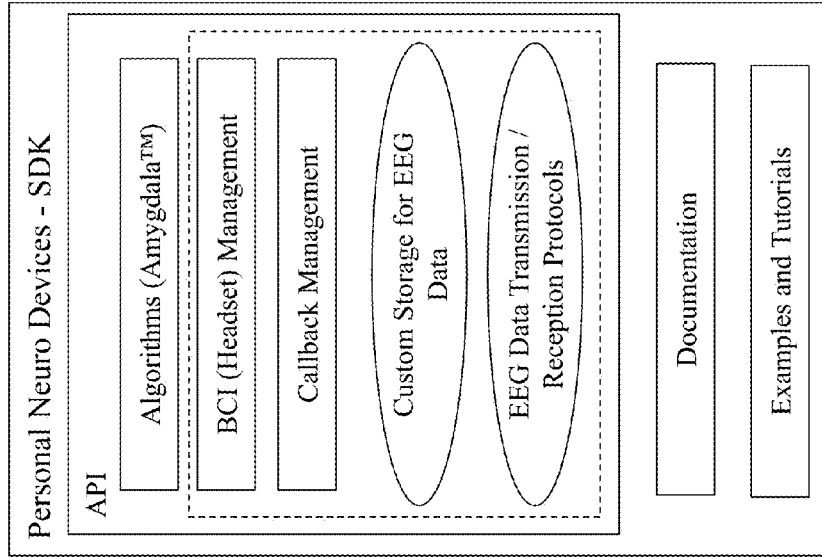 Personal Neuro Devices - SDK
API
Algorithms (Amygdala™)
BCI (Headset) Management
Callback Management
Custom Storage for EEG
Data
EEG Data Transmission /
Reception Protocols
Documentation
Examples and Tutorials